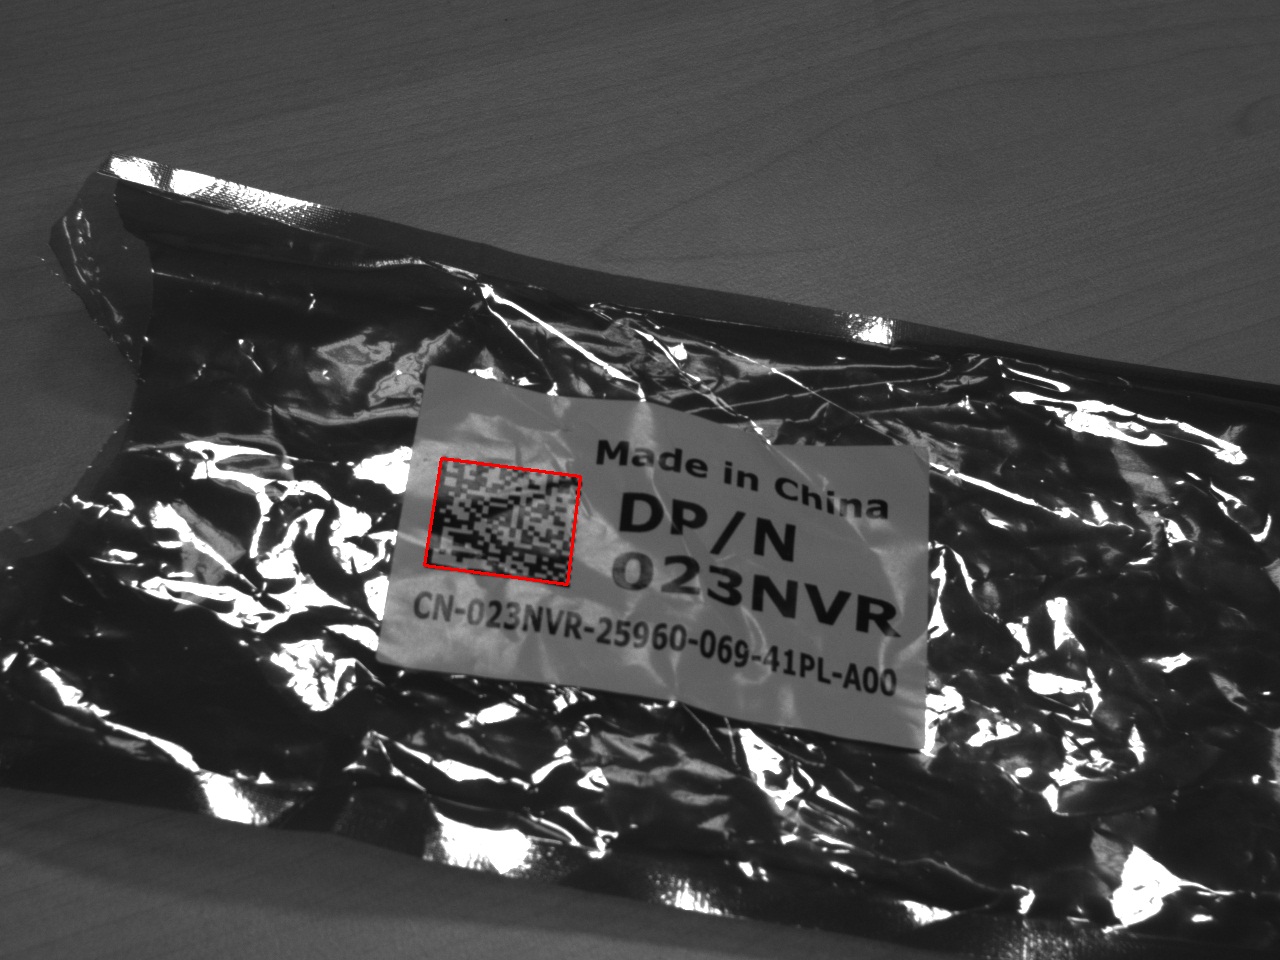 Made in China
DP/N
023NVR
CN-023NVR-25960-069-41PL-A00